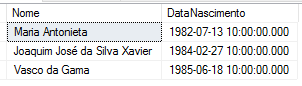 Nome DataNascimento
Maria Antonieta 1982-07-13 10:00:00.000
Joaquim José da Silva Xavier 1984-02-27 10:00:00.000
Vasco da Gama 1985-06-18 10:00:00.000